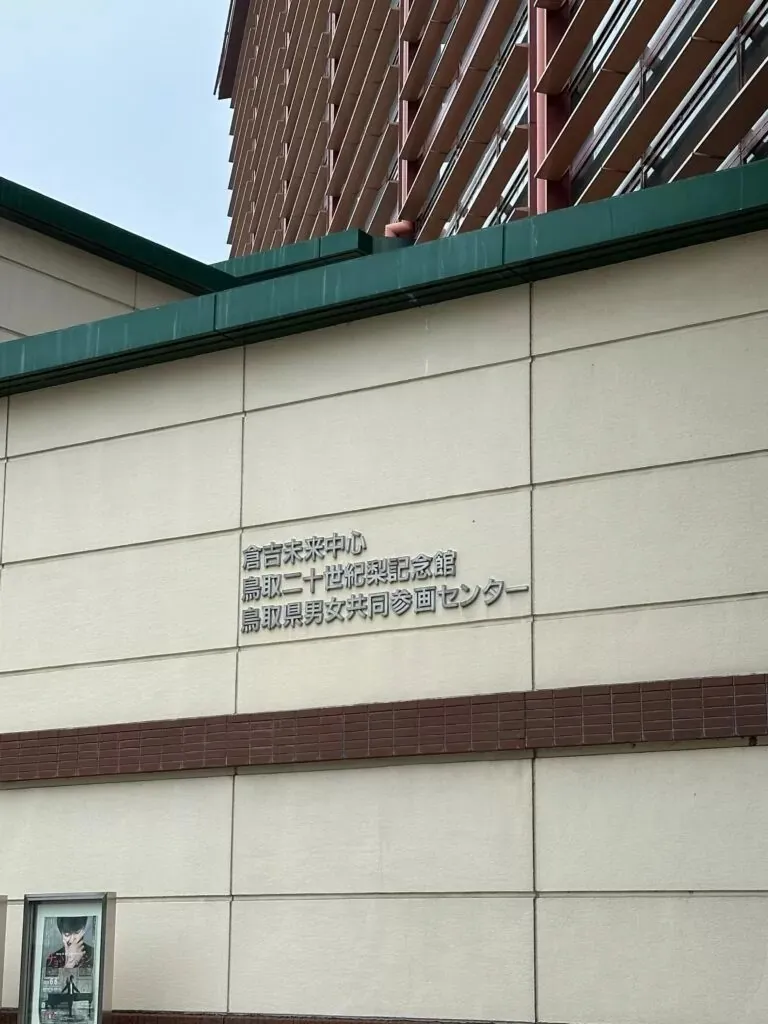 倉吉未来中心
鳥取二十世紀梨記念館
鳥取県男女共同参画センター